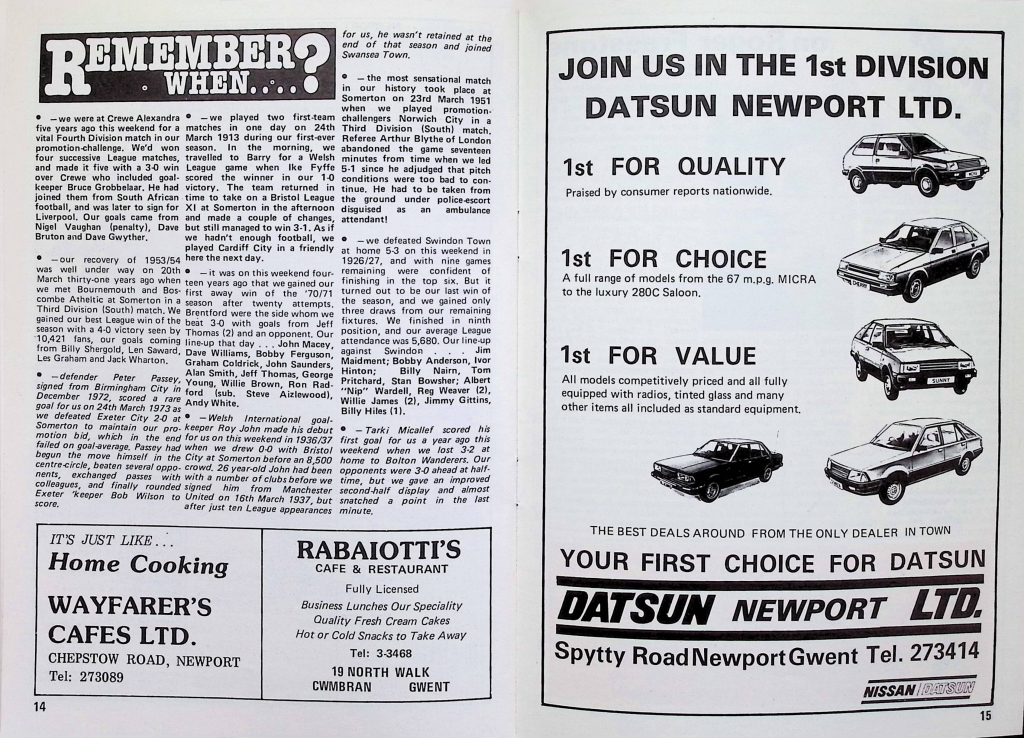 REMEMBER
WHEN.....?
• —we were at Crewe Alexandra
five years ago this weekend for a
vital Fourth Division match in our
promotion-challenge. We'd won
four successive League matches,
and made it five with a 3-0 win
over Crewe who included goal-
keeper Bruce Grobbelaar. He had
joined them from South African
football, and was later to sign for
Liverpool. Our goals came from
Nigel Vaughan (penalty), Dave
Bruton and Dave Gwyther.
• —our recovery of 1953/54
was well under way on 20th
March thirty-one years ago when
we met Bournemouth and Bos-
combe Atheltic at Somerton in a
Third Division (South) match. We
gained our best League win of the
season with a 4-0 victory seen by
10,421 fans, our goals coming
from Billy Shergold, Len Saward,
Les Graham and Jack Wharton.
• —defender Peter Passey,
signed from Birmingham City in
December 1972, scored a rare
goal for us on 24th March 1973 as
we defeated Exeter City 2-0 at
Somerton to maintain our pro-
motion bid, which in the end
failed on goal-average. Passey had
begun the move himself in the
centre-circle, beaten several oppo-
nents, exchanged passes with
colleagues, and finally rounded
Exeter 'keeper Bob Wilson to
score.
• —we played two first-team
matches in one day on 24th
March 1913 during our first-ever
season. In the morning, we
travelled to Barry for a Welsh
League game when Ike Fyffe
scored the winner in our 1-0
victory. The team returned in
time to take on a Bristol League
XI at Somerton in the afternoon
and made a couple of changes,
but still managed to win 3-1. As if
we hadn't enough football, we
played Cardiff City in a friendly
here the next day.
• —it was on this weekend four-
teen years ago that we gained our
first away win of the '70/71
season after twenty attempts.
Brentford were the side whom we
beat 3-0 with goals from Jeff
Thomas (2) and an opponent. Our
line-up that day . . . John Macey,
Dave Williams, Bobby Ferguson,
Graham Coldrick, John Saunders,
Alan Smith, Jeff Thomas, George
Young, Willie Brown, Ron Rad-
ford (sub. Steve Aizlewood),
Andy White.
• —Welsh International goal-
keeper Roy John made his debut
for us on this weekend in 1936/37
when we drew 0-0 with Bristol
City at Somerton before an 8,500
crowd. 26 year-old John had been
with a number of clubs before we
signed him from Manchester
United on 16th March 1937, but
after just ten League appearances
for us, he wasn't retained at the
end of that season and joined
Swansea Town.
• —the most sensational match
in our history took place at
Somerton on 23rd March 1951
when we played promotion-
challengers Norwich City in a
Third Division (South) match.
Referee Arthur Blythe of London
abandoned the game seventeen
minutes from time when we led
5-1 since he adjudged that pitch
conditions were too bad to con-
tinue. He had to be taken from
the ground under police-escort
disguised as an ambulance
attendant!
• —we defeated Swindon Town
at home 5-3 on this weekend in
1926/27, and with nine games
remaining were confident of
finishing in the top six. But it
turned out to be our last win of
the season, and we gained only
three draws from our remaining
fixtures. We finished in ninth
position, and our average League
attendance was 5,680. Our line-up
against Swindon . . . Jim
Maidment; Bobby Anderson, Ivor
Hinton; Billy Nairn, Tom
Pritchard, Stan Bowsher; Albert
"Nip" Wardell, Reg Weaver (2),
Willie James (2), Jimmy Gittins,
Billy Hiles (1).
• —Tarki Micallef scored his
first goal for us a year ago this
weekend when we lost 3-2 at
home to Bolton Wanderers. Our
opponents were 3-0 ahead at half-
time, but we gave an improved
second-half display and almost
snatched a point in the last
minute.
IT'S JUST LIKE...
Home Cooking
WAYFARER'S
CAFES LTD.
CHEPSTOW ROAD, NEWPORT
Tel: 273089
RABAIOTTI'S
CAFE & RESTAURANT
Fully Licensed
Business Lunches Our Speciality
Quality Fresh Cream Cakes
Hot or Cold Snacks to Take Away
Tel: 3-3468
19 NORTH WALK
CWMBRAN GWENT
14
JOIN US IN THE 1st DIVISION
DATSUN NEWPORT LTD.
1st FOR QUALITY
Praised by consumer reports nationwide.
1st FOR CHOICE
A full range of models from the 67 m.p.g. MICRA
to the luxury 280C Saloon.
CHERRY
1st FOR VALUE
All models competitively priced and all fully
equipped with radios, tinted glass and many
other items all included as standard equipment.
SUNNY
THE BEST DEALS AROUND FROM THE ONLY DEALER IN TOWN
YOUR FIRST CHOICE FOR DATSUN
DATSUN NEWPORT LTD.
Spytty Road Newport Gwent Tel. 273414
NISSAN/DATSUN
15